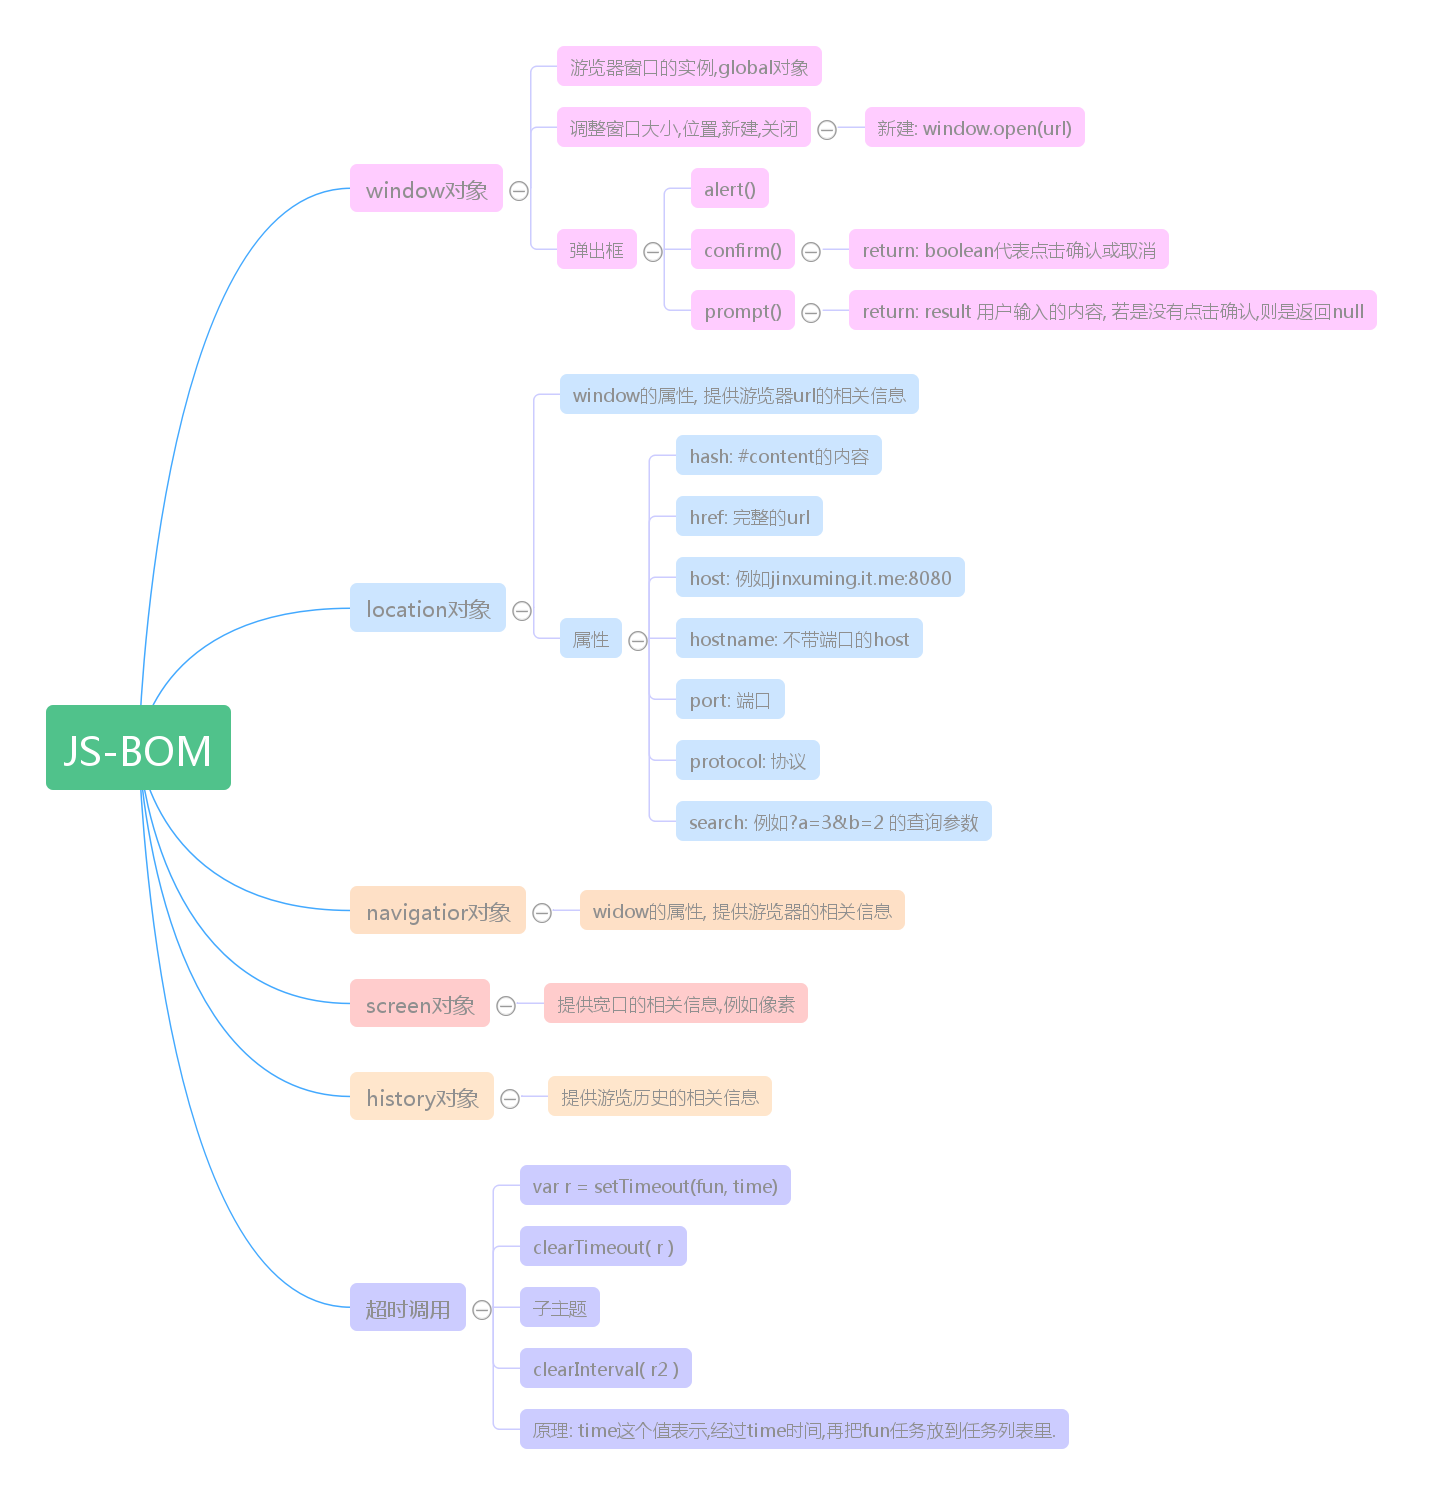 JS-BOM
window对象
游览器窗口的实例,global对象
调整窗口大小,位置,新建,关闭
新建: window.open(url)
弹出框
alert()
confirm()
return: boolean代表点击确认或取消
prompt()
return: result 用户输入的内容, 若是没有点击确认,则是返回null
location对象
window的属性, 提供游览器url的相关信息
属性
hash: #content的内容
href: 完整的url
host: 例如jinxuming.it.me:8080
hostname: 不带端口的host
port: 端口
protocol: 协议
search: 例如?a=3&b=2 的查询参数
navigatior对象
widow的属性, 提供游览器的相关信息
screen对象
提供宽口的相关信息,例如像素
history对象
提供游览历史的相关信息
超时调用
var r = setTimeout(fun, time)
clearTimeout( r )
子主题
clearInterval( r2 )
原理: time这个值表示,经过time时间,再把fun任务放到任务列表里.